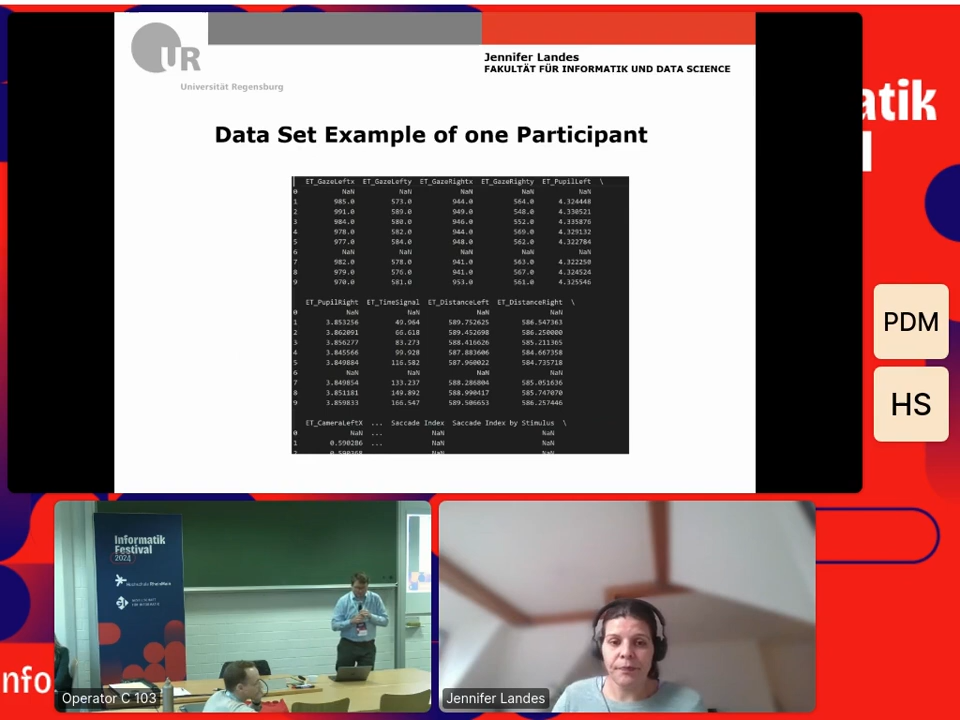 UR
Universität Regensburg
Jennifer Landes
FAKULTÄT FÜR INFORMATIK UND DATA SCIENCE
Data Set Example of one Participant
ET_GazeLeftx ET_GazeLefty ET_GazeRightx ET_GazeRighty ET_PupilLeft \
0 NaN NaN NaN NaN NaN
1 985.0 573.0 944.0 564.0 4.324448
2 991.0 589.0 949.0 548.0 4.330521
3 984.0 580.0 946.0 552.0 4.335876
4 978.0 582.0 944.0 569.0 4.329132
5 977.0 584.0 948.0 562.0 4.322784
6 NaN NaN NaN NaN NaN
7 982.0 578.0 941.0 563.0 4.322250
8 979.0 576.0 941.0 567.0 4.324524
9 970.0 581.0 953.0 561.0 4.325546
ET_PupilRight ET_TimeSignal ET_DistanceLeft ET_DistanceRight \
0 NaN NaN NaN NaN
1 3.853256 49.964 589.752625 586.547363
2 3.862091 66.618 589.452698 586.250000
3 3.856277 83.273 588.416626 585.211365
4 3.845566 99.928 587.883606 584.667358
5 3.849884 116.582 587.960022 584.735718
6 NaN NaN NaN NaN
7 3.849854 133.237 588.286804 585.051636
8 3.851181 149.892 588.990417 585.747070
9 3.859833 166.547 589.506653 586.257446
ET_CameraLeftX ... Saccade Index Saccade Index by Stimulus \
0 NaN ... NaN NaN
1 0.590286 ... NaN NaN
atik
PDM
HS
Informatik
Festival
2024
Hochschule RheinMain
nfo
Operator C 103
Jennifer Landes